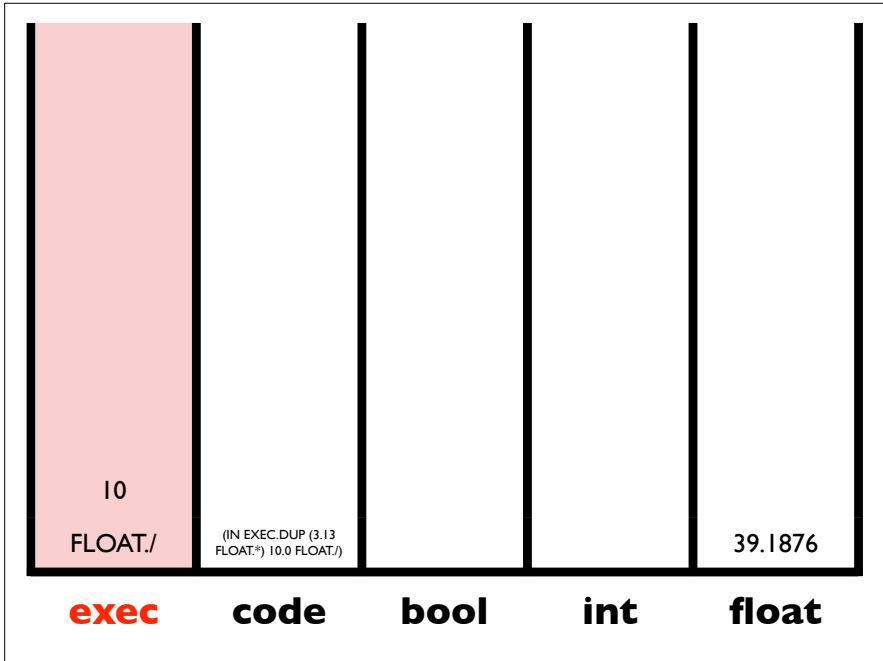 10
FLOAT./
(IN EXEC.DUP (3.13
FLOAT.*) 10.0 FLOAT./)
39.1876
exec code bool int float